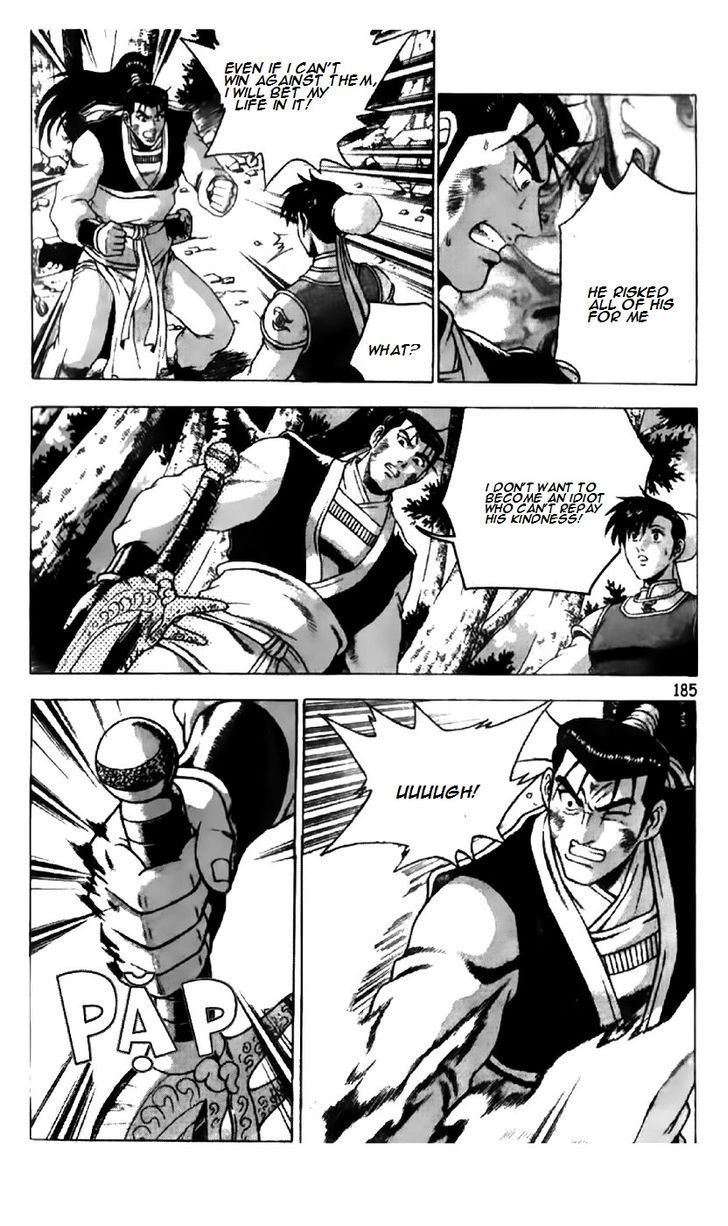 EVEN IF I CAN'T
WIN AGAINST THEM,
I WILL BET MY
LIFE IN IT!
WHAT?
HE RISKED
ALL OF HIS
FOR ME
I DON'T WANT TO
BECOME AN IDIOT
WHO CAN'T REPAY
HIS KINDNESS!
185
PẬP
UUUUGH!